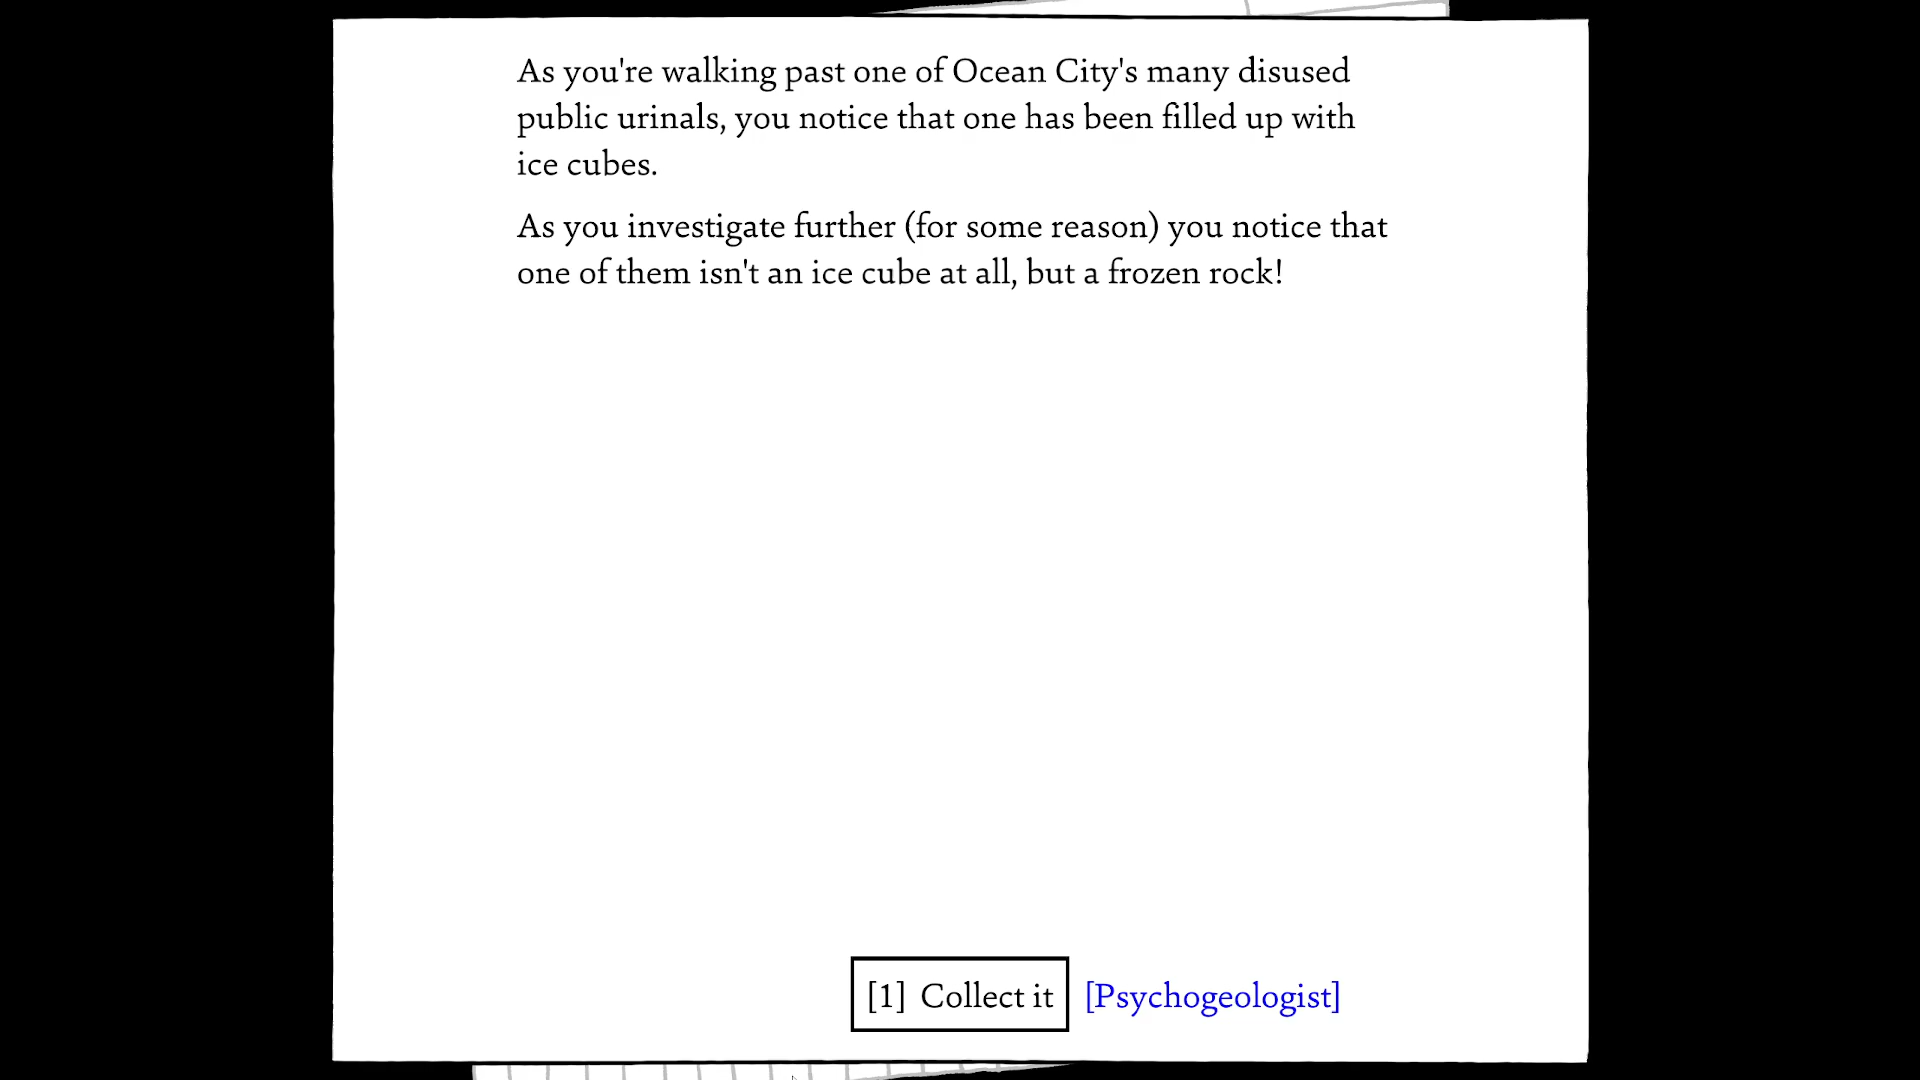 As you're walking past one of Ocean City's many disused
public urinals, you notice that one has been filled up with
ice cubes.
As you investigate further (for some reason) you notice that
one of them isn't an ice cube at all, but a frozen rock!
[1] Collect it [Psychogeologist]